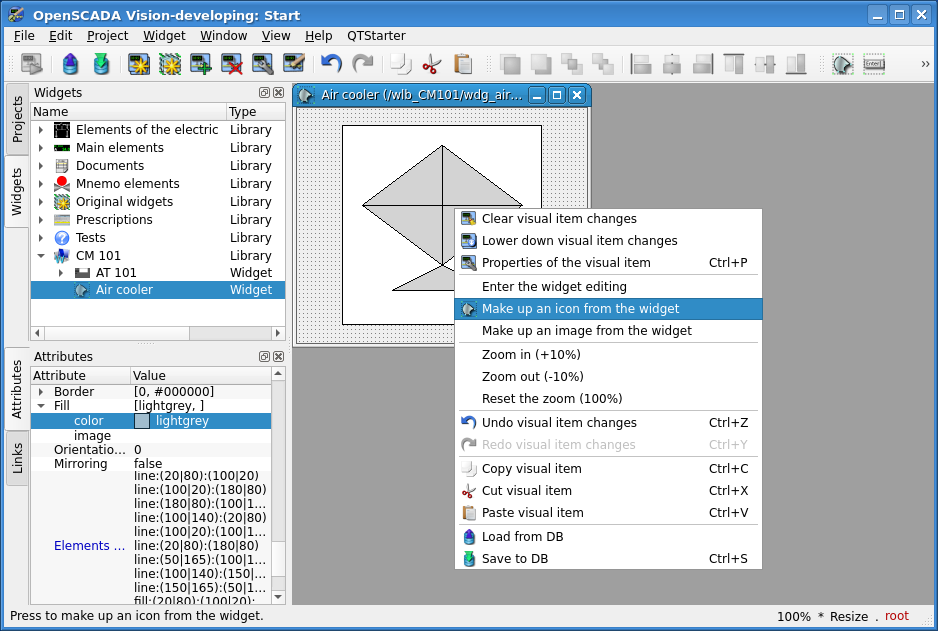 OpenSCADA Vision-developing: Start
File Edit Project Widget Window View Help QTStarter
Projects
Widgets
Attributes
Links
Widgets
Name Type
Elements of the electric Library
Main elements Library
Documents Library
Mnemo elements Library
Original widgets Library
Prescriptions Library
Tests Library
CM 101 Library
AT 101 Widget
Air cooler Widget
Attributes
Attribute Value
Border [0, #000000]
Fill [lightgrey, ]
color lightgrey
image
Orientatio... 0
Mirroring false
line:(20|80):(100|20)
line:(100|20):(180|80)
line:(180|80):(100|1...
line:(100|140):(20|80)
line:(100|20):(100|1...
Elements ... line:(20|80):(180|80)
line:(50|165):(100|1...
line:(100|140):(150|...
line:(150|165):(50|1...
fill:(20|80):(100|20):
Air cooler (/wlb_CM101/wdg_air...
Clear visual item changes
Lower down visual item changes
Properties of the visual item Ctrl+P
Enter the widget editing
Make up an icon from the widget
Make up an image from the widget
Zoom in (+10%)
Zoom out (-10%)
Reset the zoom (100%)
Undo visual item changes Ctrl+Z
Redo visual item changes Ctrl+Y
Copy visual item Ctrl+C
Cut visual item Ctrl+X
Paste visual item Ctrl+V
Load from DB
Save to DB Ctrl+S
Press to make up an icon from the widget.
100% * Resize . root